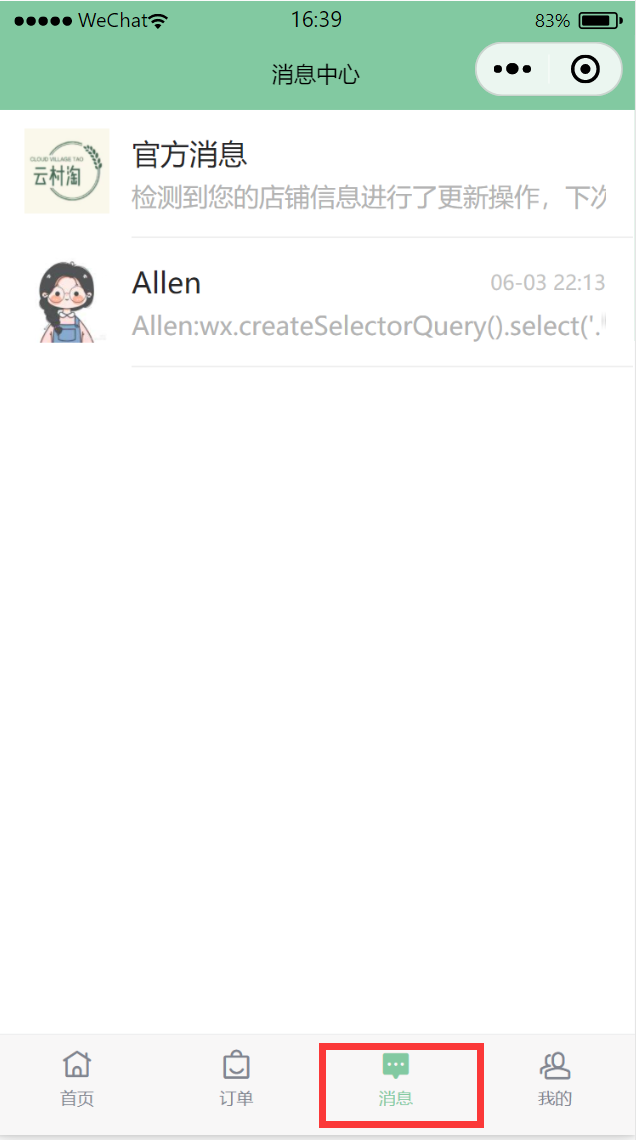 WeChat 16:39 83%
消息中心
CLOUD VILLAGE TAO
云村淘
官方消息
检测到您的店铺信息进行了更新操作，下次
Allen 06-03 22:13
Allen:wx.createSelectorQuery().select('.
首页 订单 消息 我的